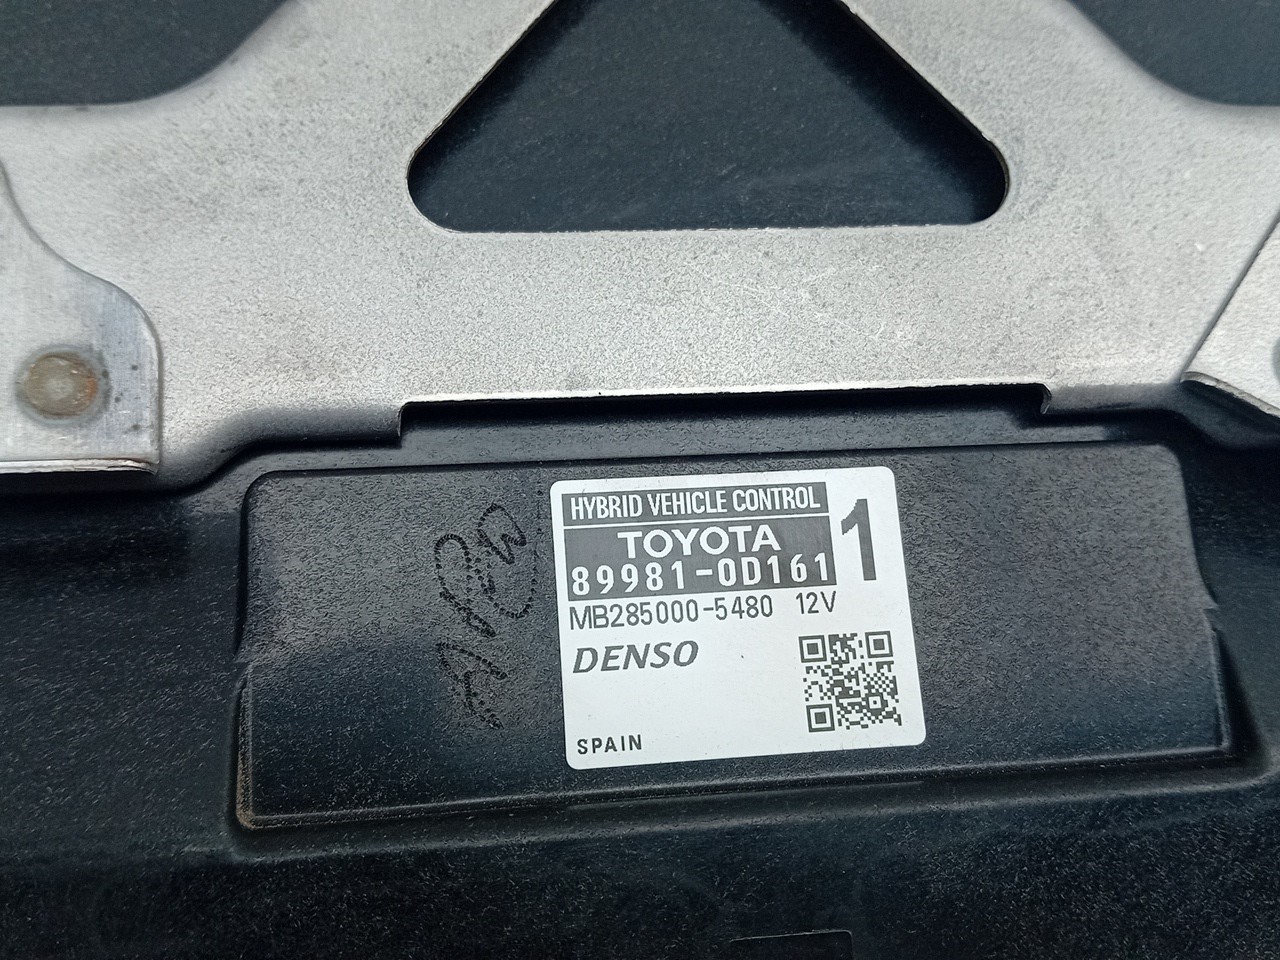 HYBRID VEHICLE CONTROL
TOYOTA
89981-0D161
1
MB285000-5480 12V
DENSO
SPAIN